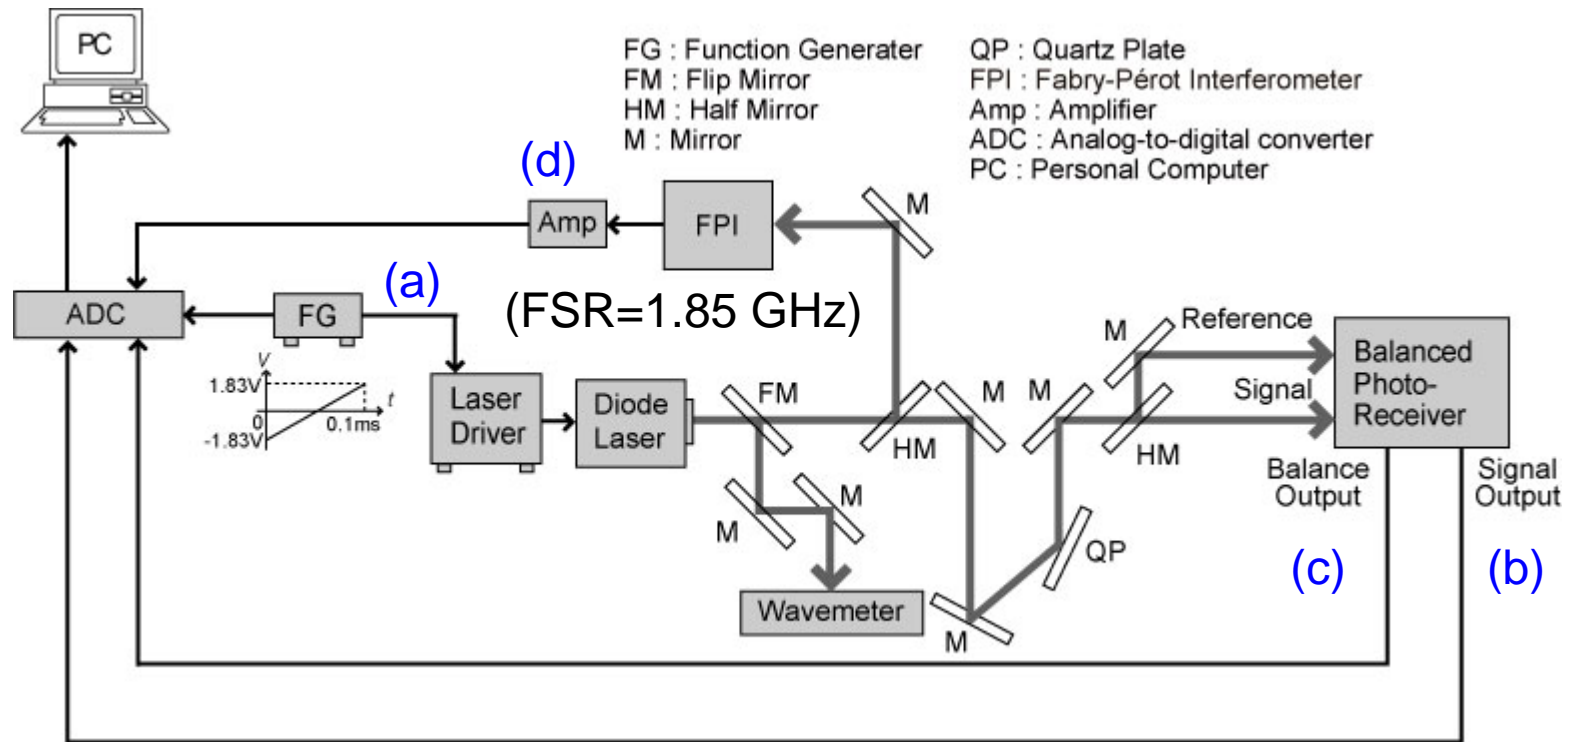 PC
FG : Function Generater
FM : Flip Mirror
HM : Half Mirror
M : Mirror
QP : Quartz Plate
FPI : Fabry-Pérot Interferometer
Amp : Amplifier
ADC : Analog-to-digital converter
PC : Personal Computer
(d)
M
Amp
FPI
(a)
ADC
FG
(FSR=1.85 GHz)
V
1.83V
t
0
0.1ms
-1.83V
Laser
Driver
Diode
Laser
FM
HM
M
M
M
Reference
Signal
HM
Balanced
Photo-
Receiver
Balance
Output
Signal
Output
M
M
QP
(c)
(b)
Wavemeter
M